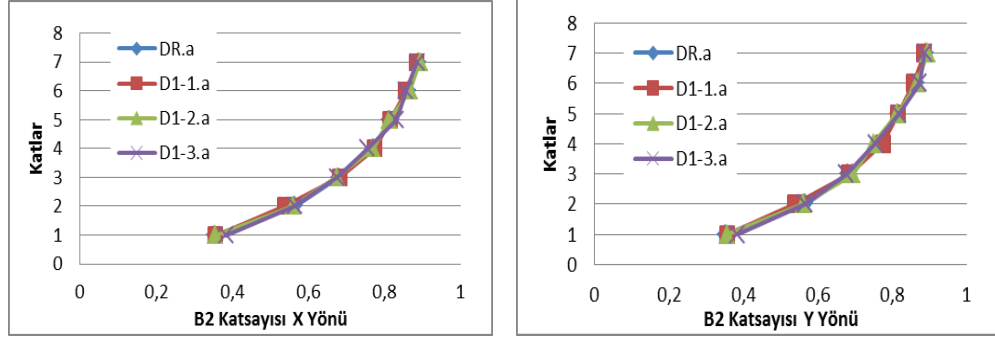 8
7
6
5
4
3
2
1
0
Katlar
DR.a
D1-1.a
D1-2.a
D1-3.a
0
0,2
0,4
0,6
0,8
1
B2 Katsayısı X Yönü
8
7
6
5
4
3
2
1
0
Katlar
DR.a
D1-1.a
D1-2.a
D1-3.a
0
0,2
0,4
0,6
0,8
1
B2 Katsayısı Y Yönü